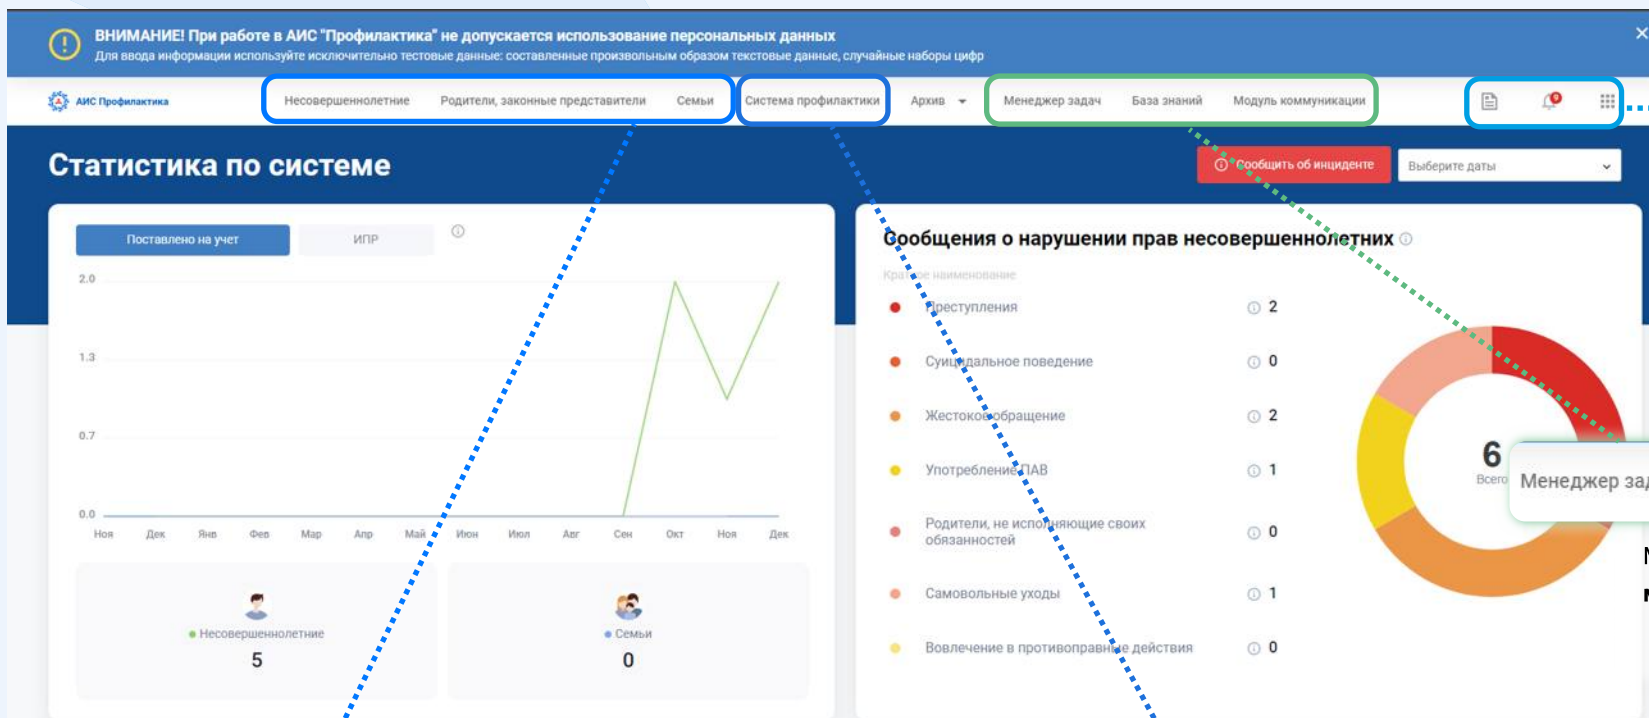 ВНИМАНИЕ! При работе в АИС "Профилактика" не допускается использование персональных данных
Для ввода информации используйте исключительно тестовые данные: составленные произвольным образом текстовые данные, случайные наборы цифр
АИС Профилактика
Несовершеннолетние
Родители, законные представители
Семьи
Система профилактики
Архив
Менеджер задач
База знаний
Модуль коммуникации
9
Статистика по системе
Сообщить об инциденте
Выберите даты
Поставлено на учет
ИПР
2.0
1.3
0.7
0.0
Ноя Дек Янв Фев Мар Апр Май Июн Июл Авг Сен Окт Ноя Дек
Несовершеннолетние
5
Семьи
0
Сообщения о нарушении прав несовершеннолетних
Краткое наименование
Преступления 2
Суицидальное поведение 0
Жестокое обращение 2
Употребление ПАВ 1
Родители, не исполняющие своих
обязанностей 0
Самовольные уходы 1
Вовлечение в противоправные действия 0
6
Всего
Менеджер